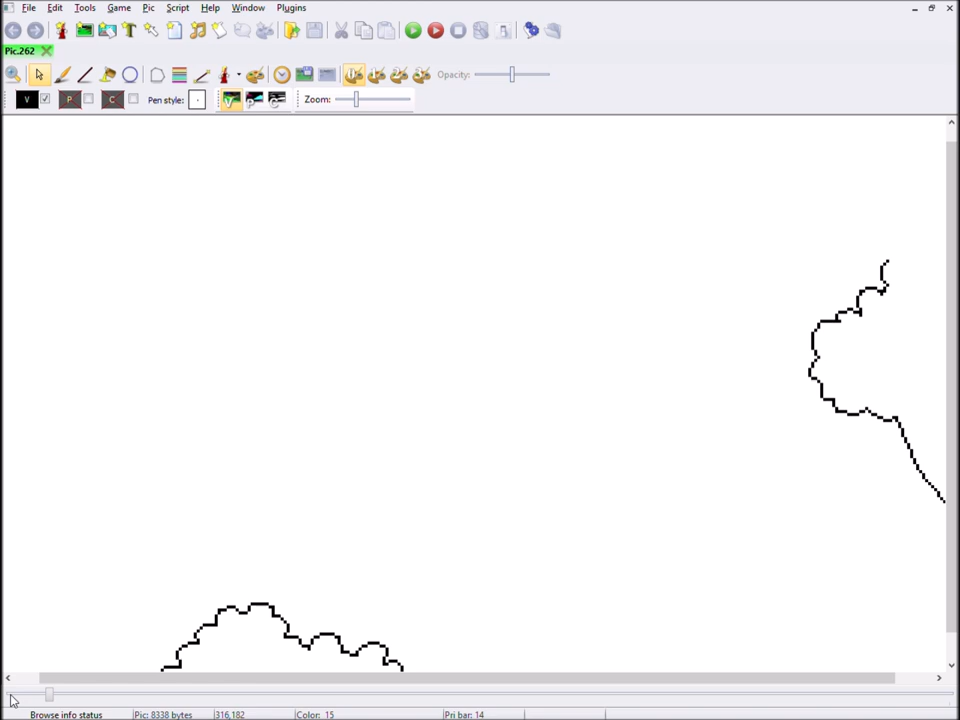 File Edit Tools Game Pic Script Help Window Plugins
Pic.262
Opacity:
V P C Pen style: V P C Zoom:
Browse info status Pic: 8338 bytes 316,182 Color: 15 Pri bar: 14